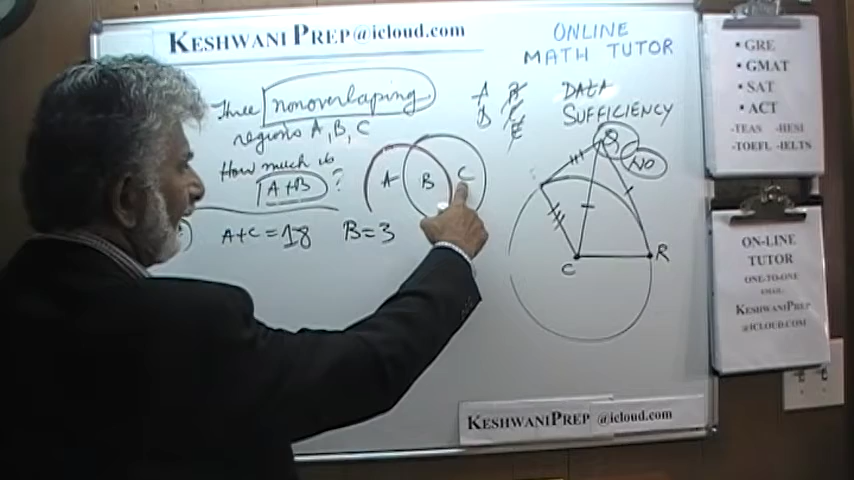 KESHWANI PREP@icloud.com
ONLINE
MATH TUTOR
Three nonoverlaping
regions A, B, C
How much is
A+B ?
A+C = 18 B = 3
A B C
A B
D C
E
DATA
SUFFICIENCY
NO
C R
KESHWANIPREP @icloud.com
• GRE
• GMAT
• SAT
• ACT
-TEAS -HESI
-TOEFL -IELTS
ON-LINE
TUTOR
ONE-TO-ONE
EMAIL:
KESHWANIPREP
@ICLOUD.COM